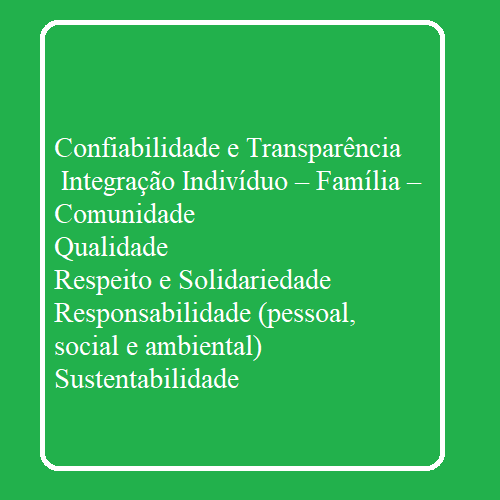 Confiabilidade e Transparência
Integração Indivíduo – Família –
Comunidade
Qualidade
Respeito e Solidariedade
Responsabilidade (pessoal,
social e ambiental)
Sustentabilidade